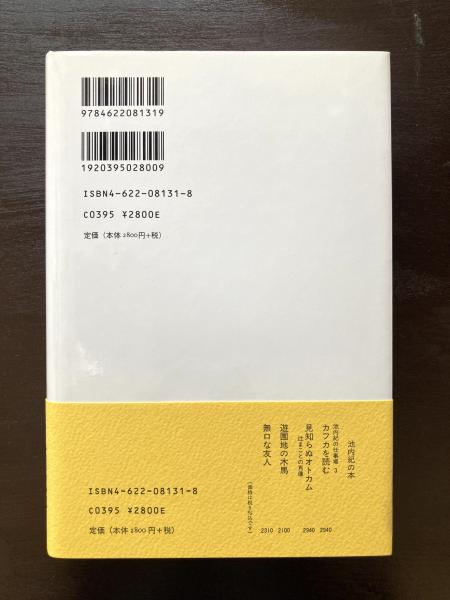 9784622081319
1920395028009
ISBN4-622-08131-8
C0395 ¥2800E
定価（本体2800円+税）
池内紀の本
池内紀の仕事場 3
カフカを読む
見知らぬオトカム
辻まことの肖像
遊園地の木馬
無口な友人
（価格は税5%込です）
2310 2100 2940 2940
ISBN4-622-08131-8
C0395 ¥2800E
定価（本体2800円+税）